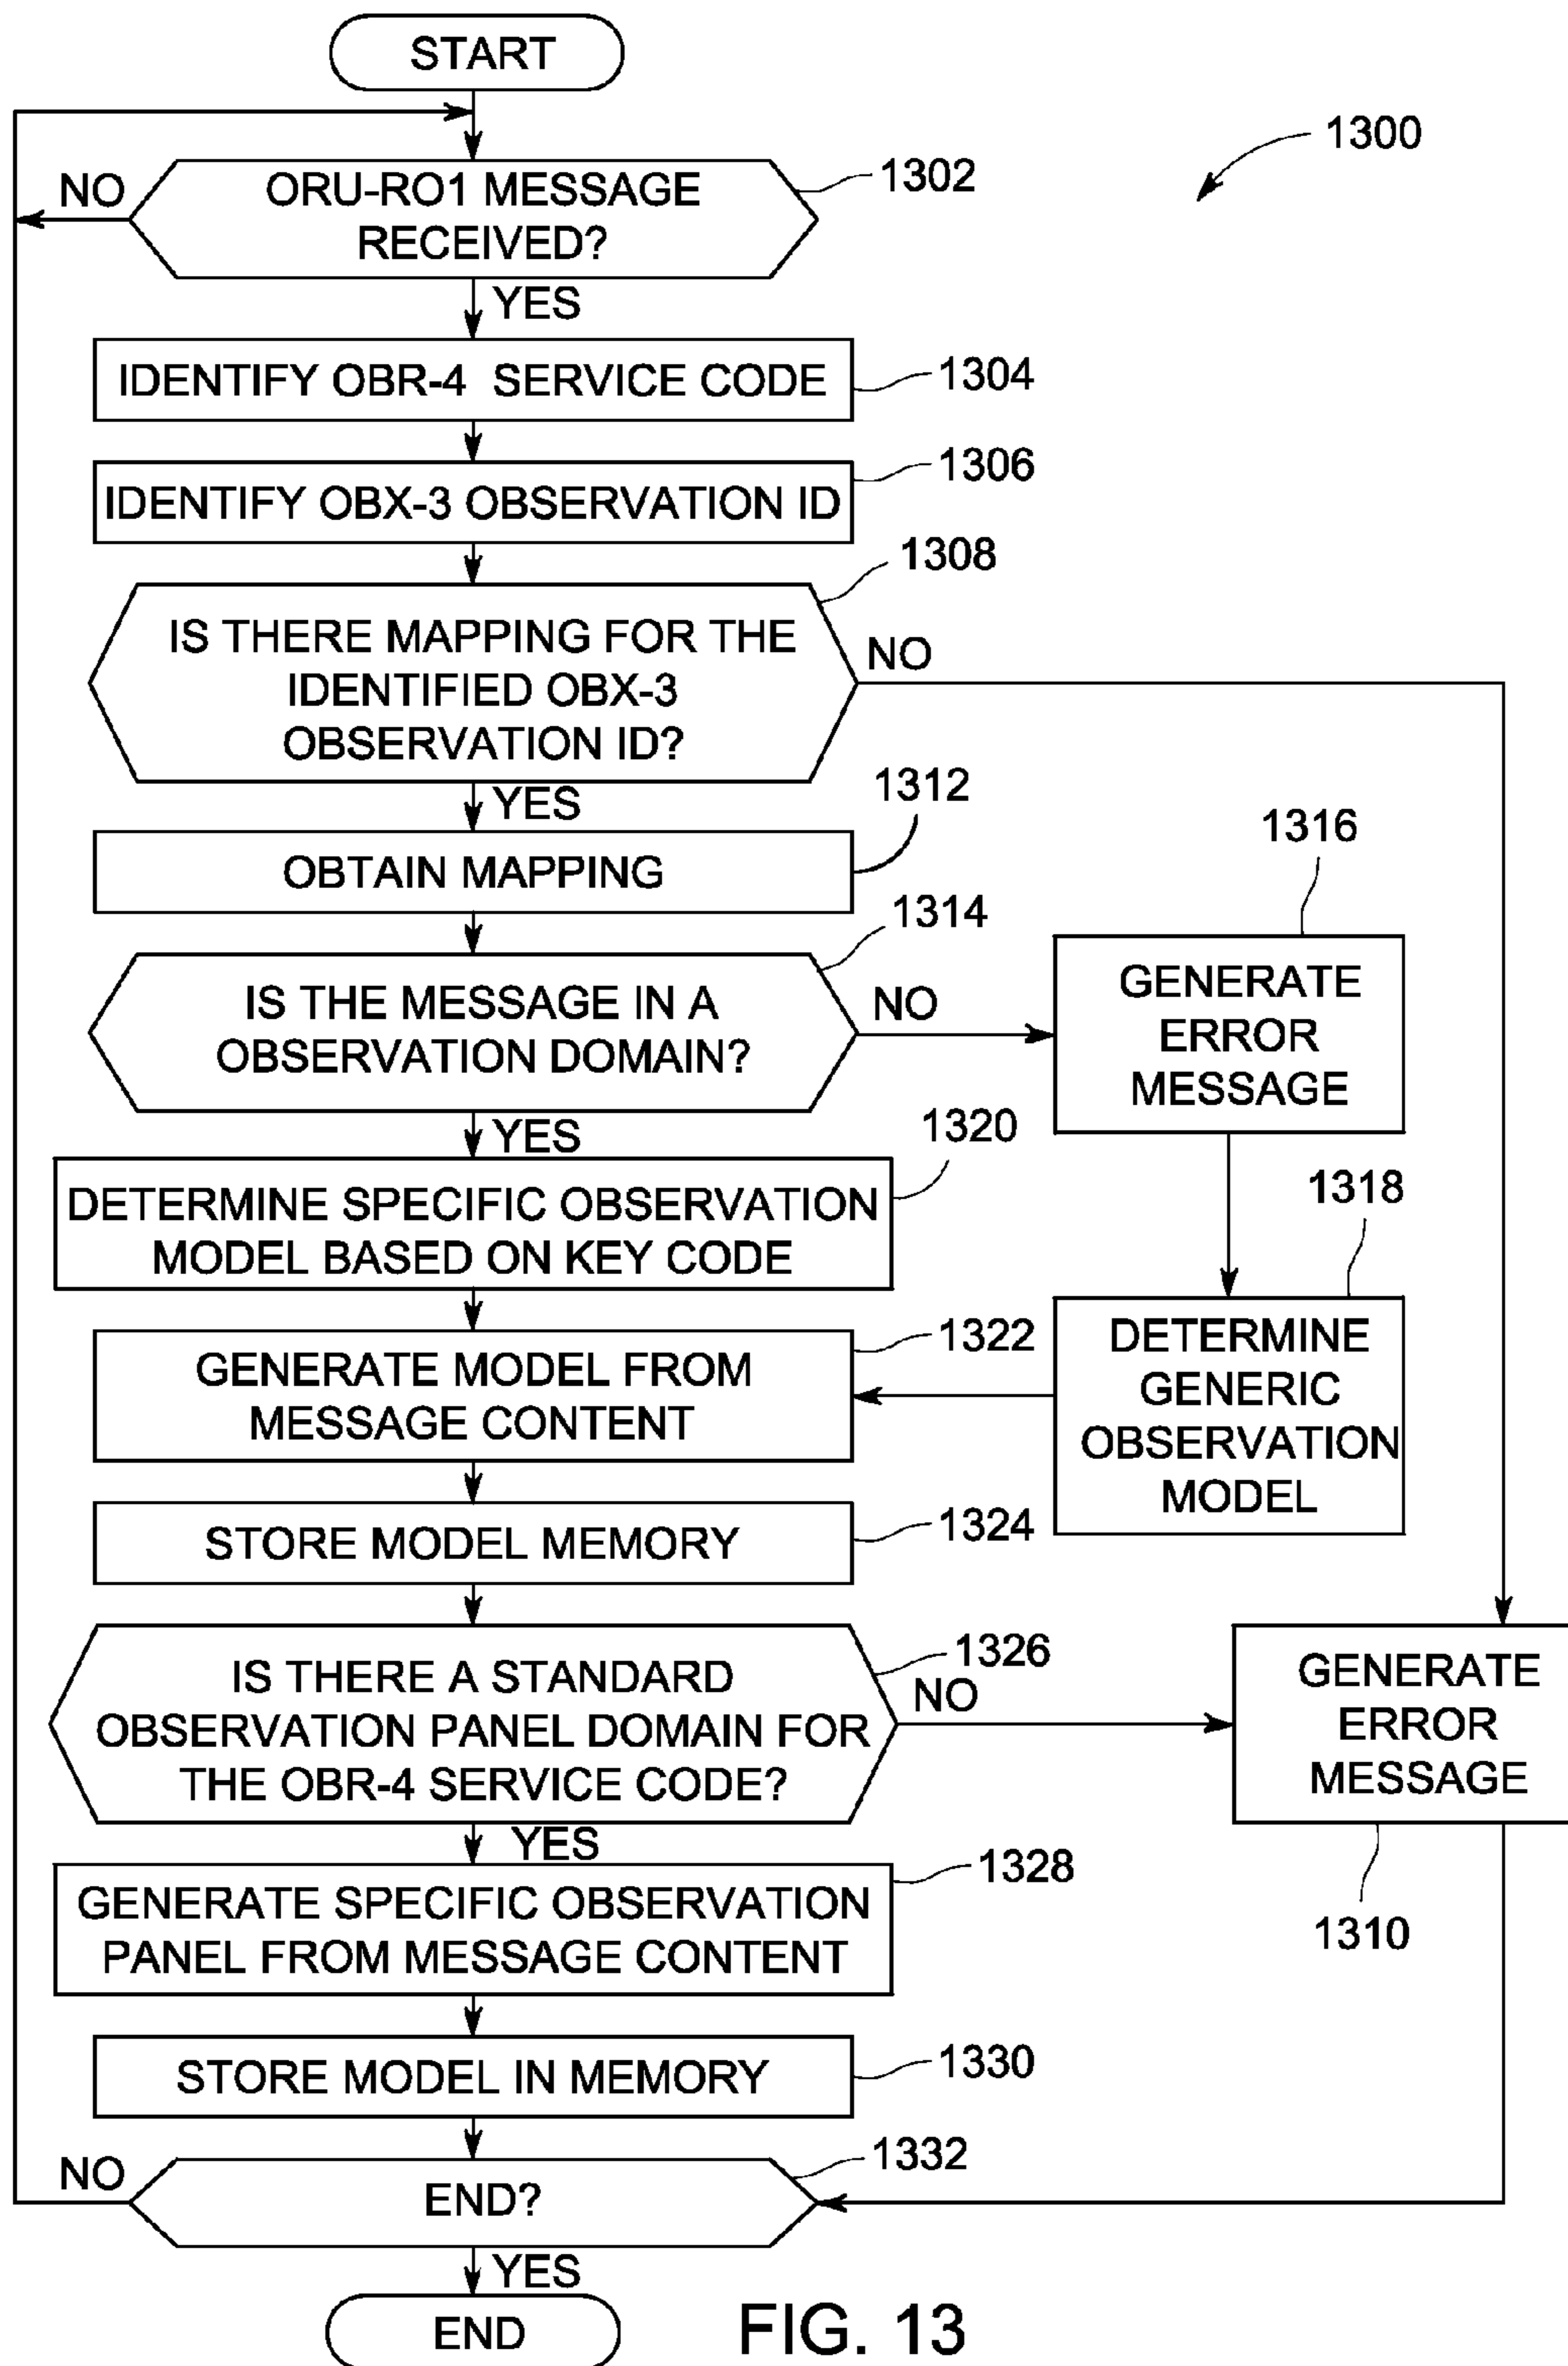 START
1300
NO
ORU-RO1 MESSAGE
RECEIVED?
1302
YES
IDENTIFY OBR-4 SERVICE CODE
1304
IDENTIFY OBX-3 OBSERVATION ID
1306
1308
IS THERE MAPPING FOR THE
IDENTIFIED OBX-3
OBSERVATION ID?
NO
YES
1312
OBTAIN MAPPING
1314
IS THE MESSAGE IN A
OBSERVATION DOMAIN?
NO
1316
GENERATE
ERROR
MESSAGE
YES
1320
DETERMINE SPECIFIC OBSERVATION
MODEL BASED ON KEY CODE
1318
DETERMINE
GENERIC
OBSERVATION
MODEL
1322
GENERATE MODEL FROM
MESSAGE CONTENT
STORE MODEL MEMORY
1324
IS THERE A STANDARD
OBSERVATION PANEL DOMAIN FOR
THE OBR-4 SERVICE CODE?
1326
NO
GENERATE
ERROR
MESSAGE
1310
YES
1328
GENERATE SPECIFIC OBSERVATION
PANEL FROM MESSAGE CONTENT
STORE MODEL IN MEMORY
1330
1332
NO
END?
YES
END
FIG. 13